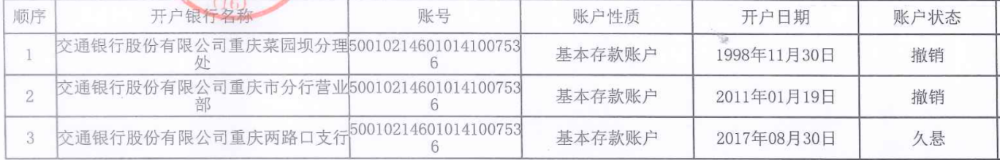 顺序 开户银行名称 账号 账户性质 开户日期 账户状态
1 交通银行股份有限公司重庆菜园坝分理处 500102146010141007536 基本存款账户 1998年11月30日 撤销
2 交通银行股份有限公司重庆市分行营业部 500102146010141007536 基本存款账户 2011年01月19日 撤销
3 交通银行股份有限公司重庆两路口支行 500102146010141007536 基本存款账户 2017年08月30日 久悬